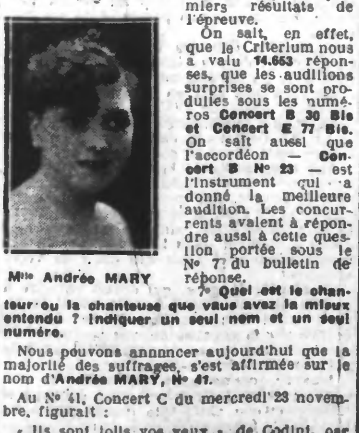 miers résultats de
l'épreuve.
On sait, en effet,
que le Criterium nous
a valu 14.653 répon-
ses, que les auditions
surprises se sont pro-
duites sous les numé-
ros Concert B 30 Bis
et Concert E 77 Bis.
On sait aussi que
l'accordéon — Con-
cert B N° 23 — est
l'instrument qui a
donné la meilleure
audition. Les concur-
rents avaient à répon-
dre aussi à cette ques-
tion portée sous le
N° 7 du bulletin de
réponse.
Mlle Andrée MARY
7° Quel est le chan-
teur ou la chanteuse que vous avez la mieux
entendu ? Indiquer un seul nom et un seul
numéro.
Nous pouvons annnncer aujourd'hui que la
majorité des suffrages s'est affirmée sur le
nom d'Andrée MARY, N° 41.
Au N° 41, Concert C du mercredi 23 novem-
bre, figurait :
« Ils sont jolis vos yeux » de Godint, par